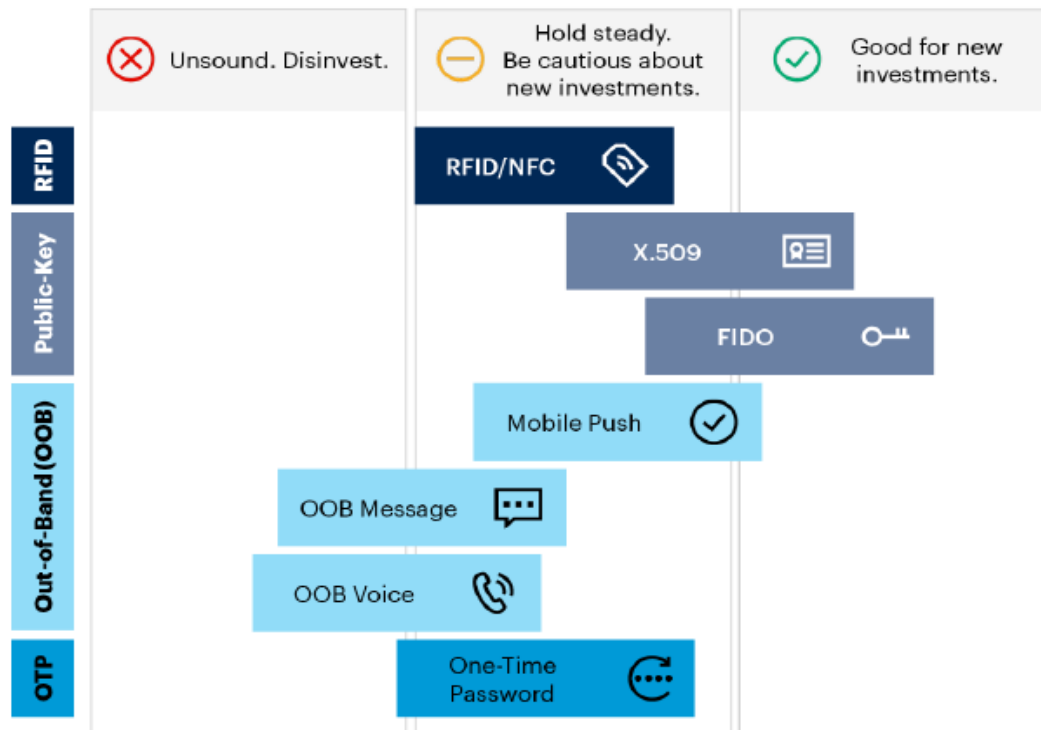 Unsound. Disinvest.
Hold steady.
Be cautious about
new investments.
Good for new
investments.
RFID
RFID/NFC
Public-Key
X.509
FIDO
Out-of-Band (OOB)
Mobile Push
OOB Message
OOB Voice
OTP
One-Time
Password